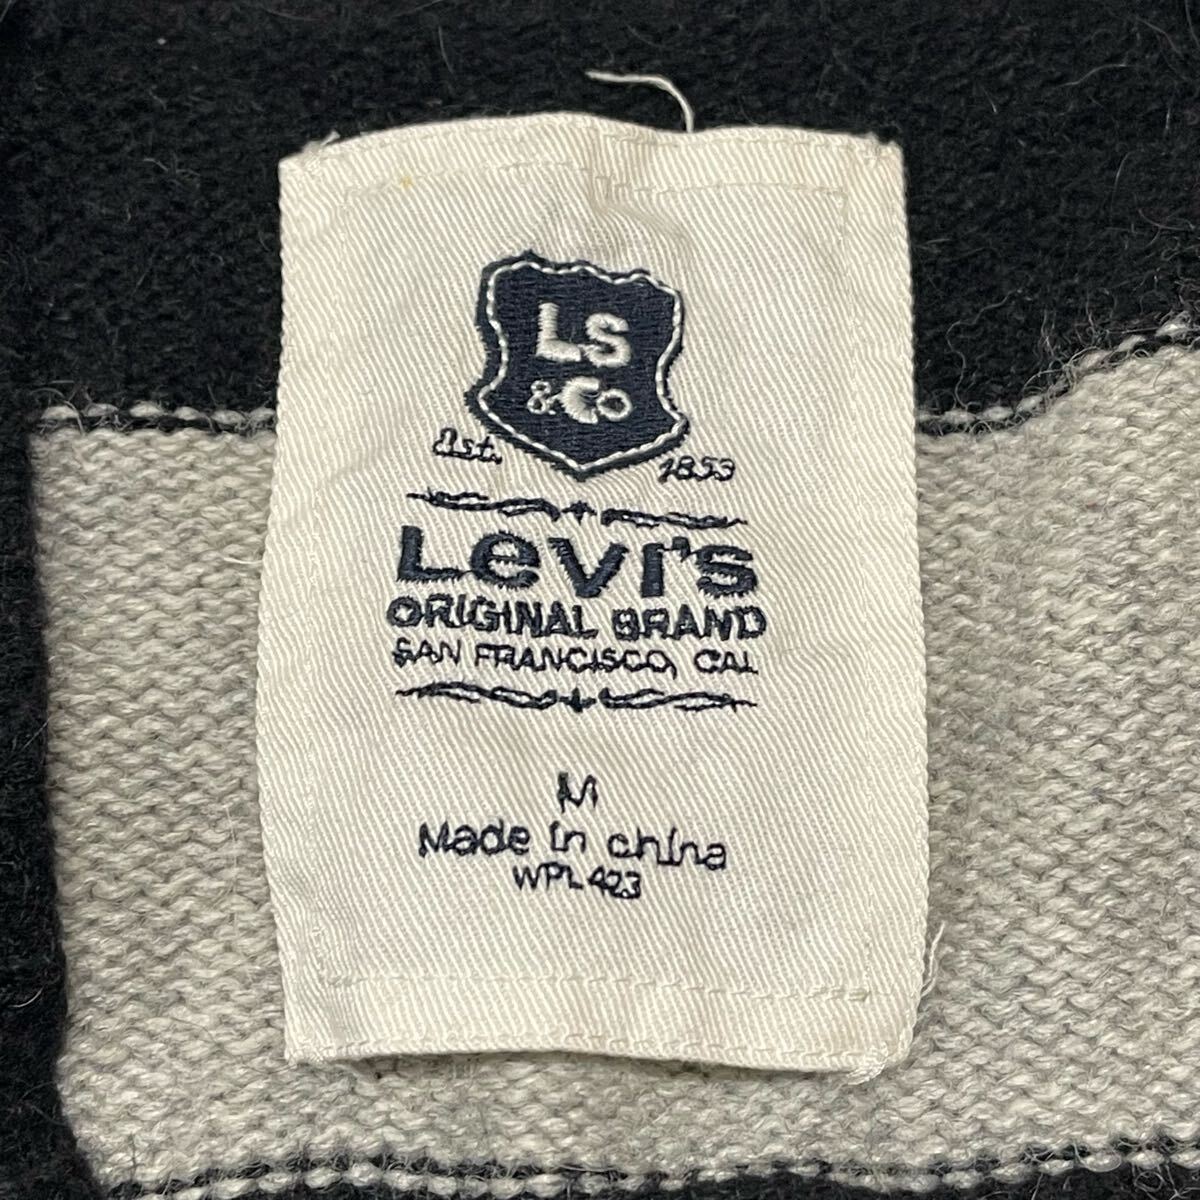 LS
&Co
Est. 1853
Levi's
ORIGINAL BRAND
SAN FRANCISCO, CAL
M
Made in china
WPL 423